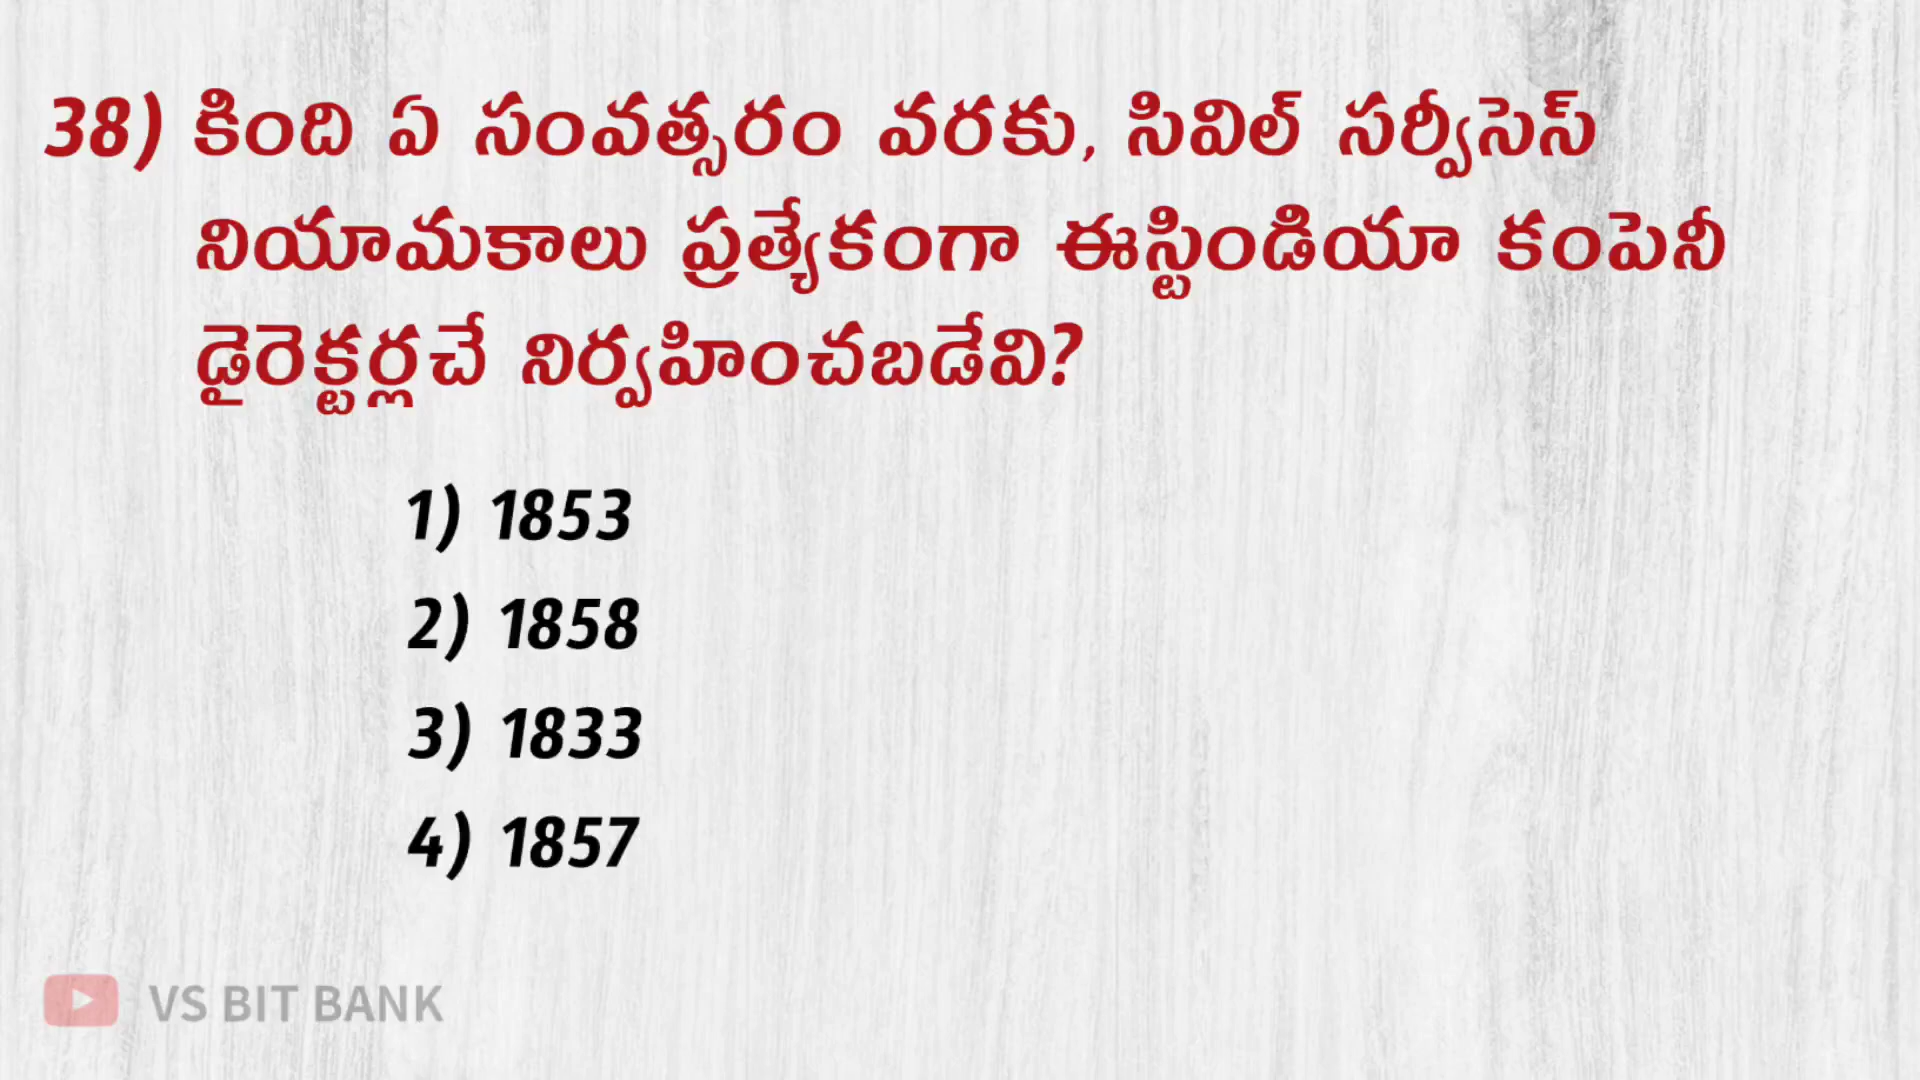 38) కింది ఏ సంవత్సరం వరకు, సివిల్ సర్వీసెస్
నియామకాలు ప్రత్యేకంగా ఈస్టిండియా కంపెనీ
డైరెక్టర్లచే నిర్వహించబడేవి?
1) 1853
2) 1858
3) 1833
4) 1857
VS BIT BANK